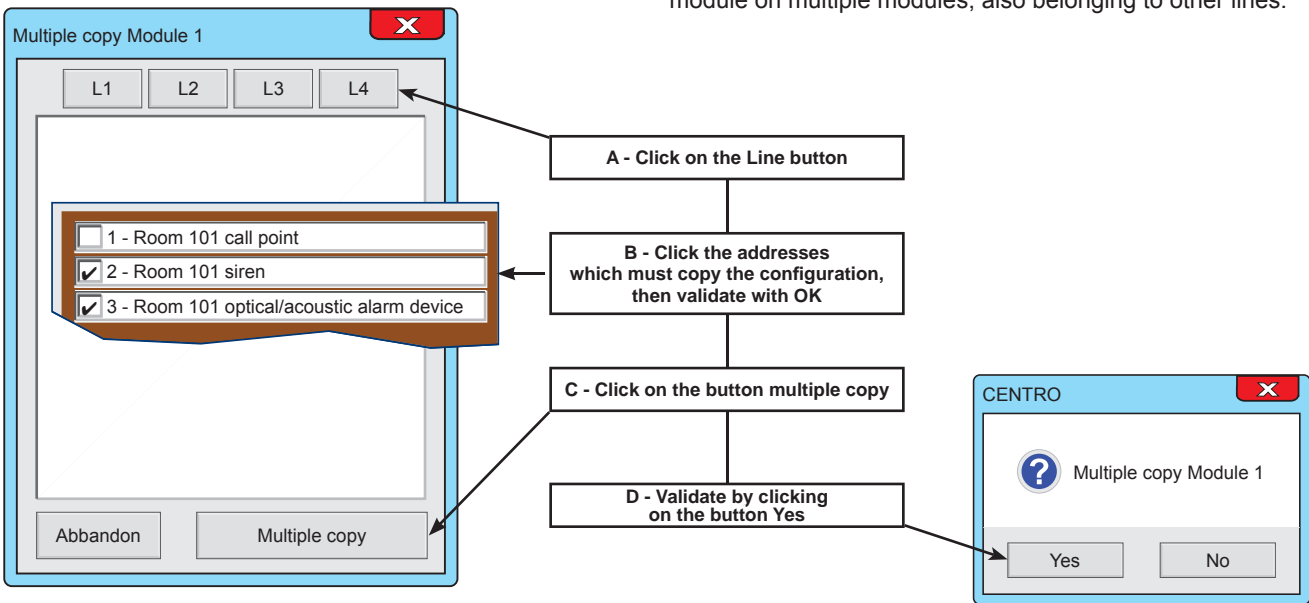 module on multiple modules, also belonging to other lines.
Multiple copy Module 1
X
L1 L2 L3 L4
A - Click on the Line button
1 - Room 101 call point
2 - Room 101 siren
3 - Room 101 optical/acoustic alarm device
B - Click the addresses
which must copy the configuration,
then validate with OK
C - Click on the button multiple copy
D - Validate by clicking
on the button Yes
Abbandon
Multiple copy
CENTRO
X
?
Multiple copy Module 1
Yes
No